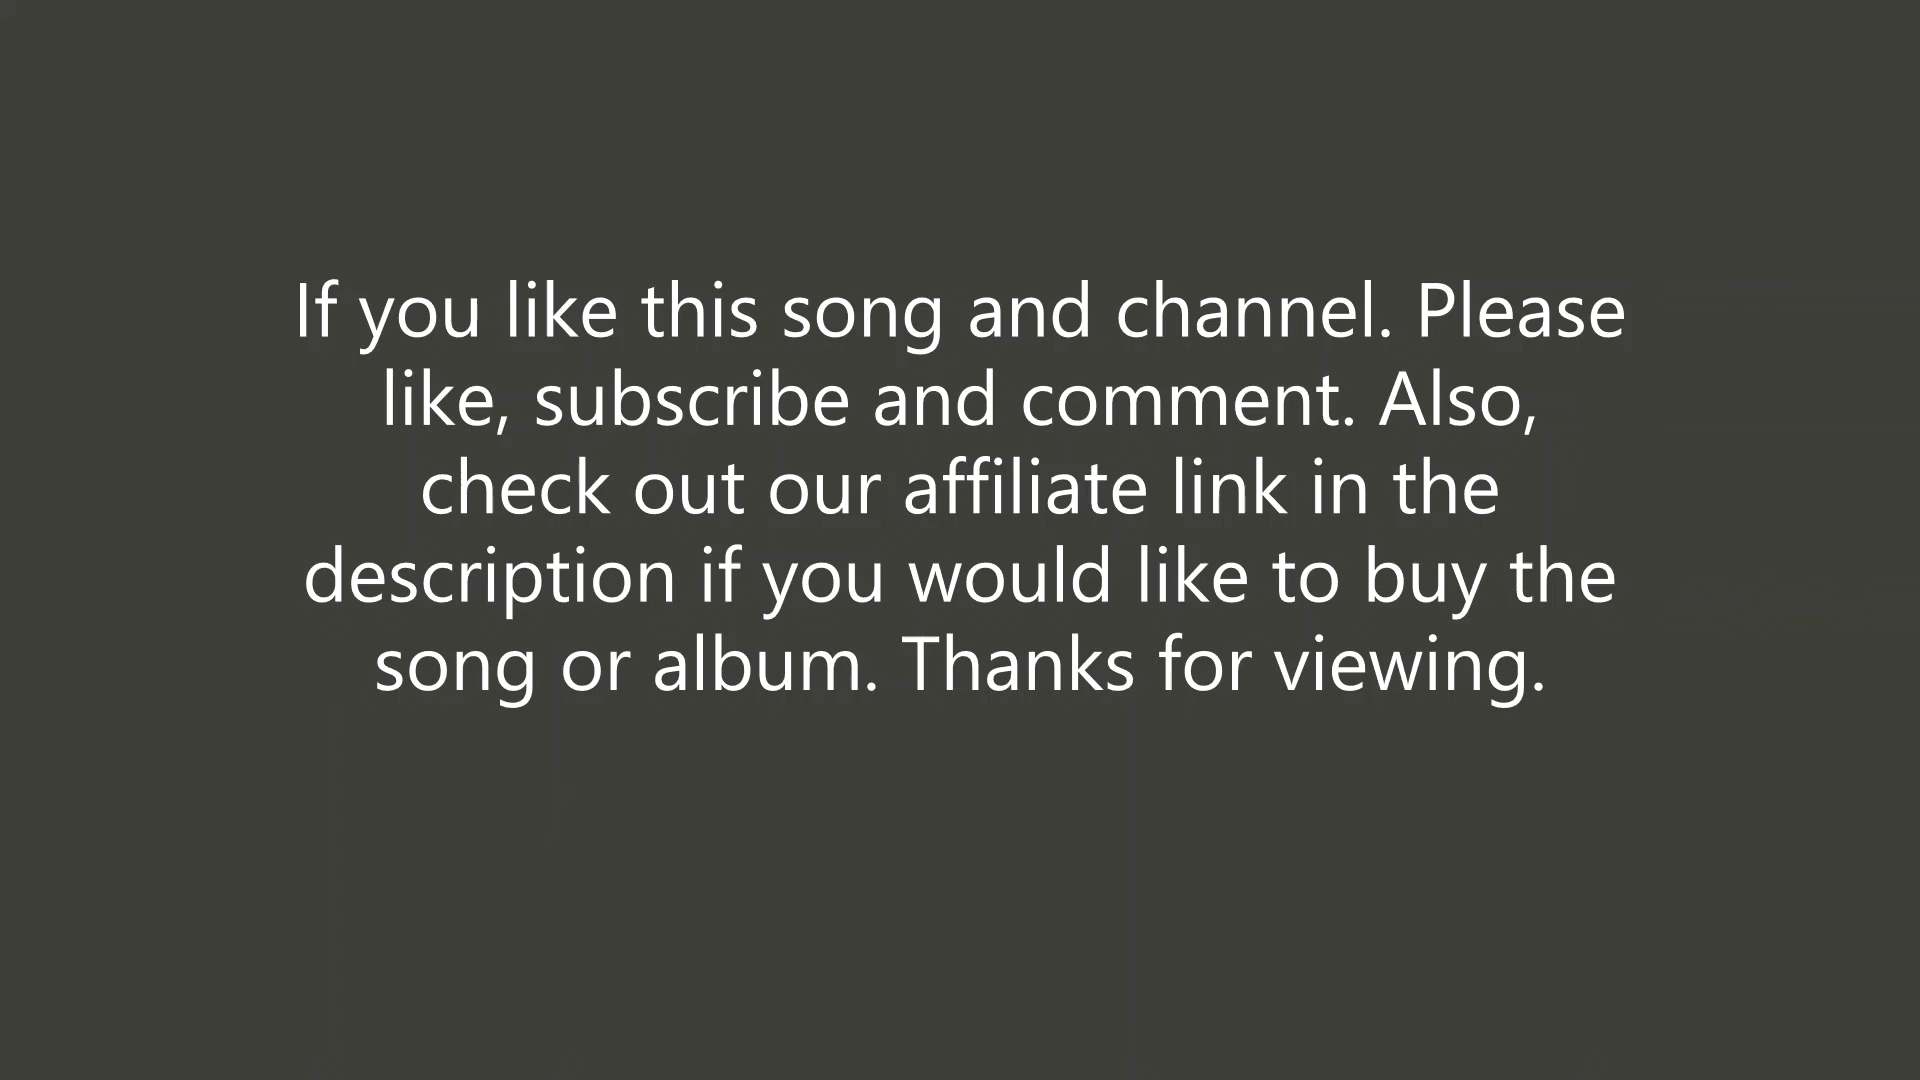 If you like this song and channel. Please
like, subscribe and comment. Also,
check out our affiliate link in the
description if you would like to buy the
song or album. Thanks for viewing.